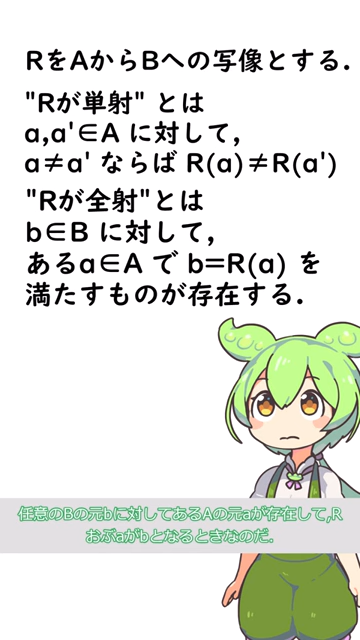 RをAからBへの写像とする.
"Rが単射" とは
a,a'∈A に対して,
a≠a' ならば R(a)≠R(a')
"Rが全射"とは
b∈B に対して,
あるa∈A で b=R(a) を
満たすものが存在する.
任意のBの元bに対してあるAの元aが存在して,R
おぶaがbとなるときなのだ.